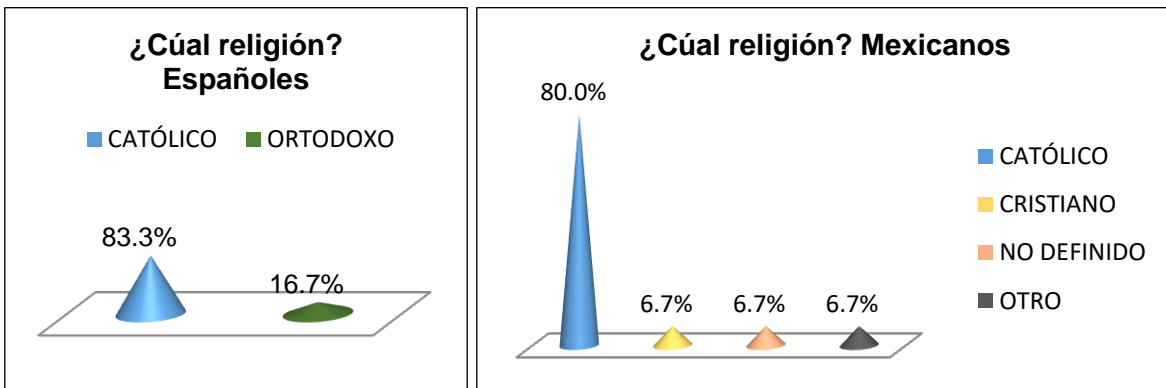 ¿Cúal religión?
Españoles
CATÓLICO ORTODOXO
83.3%
16.7%
¿Cúal religión? Mexicanos
80.0%
6.7% 6.7% 6.7%
CATÓLICO
CRISTIANO
NO DEFINIDO
OTRO